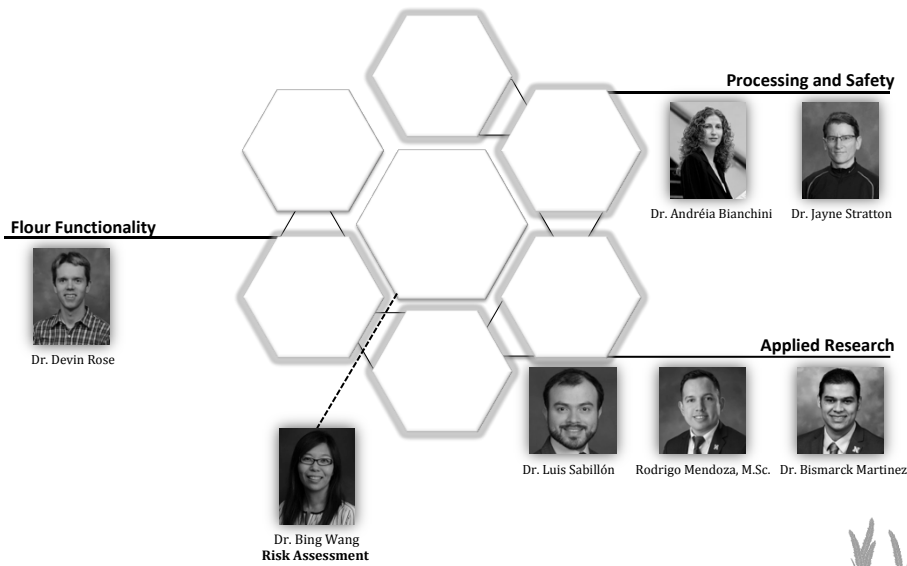 Processing and Safety
Dr. Andréia Bianchini
Dr. Jayne Stratton
Flour Functionality
Dr. Devin Rose
Applied Research
Dr. Luis Sabillón
Rodrigo Mendoza, M.Sc.
Dr. Bismarck Martinez
Dr. Bing Wang
Risk Assessment